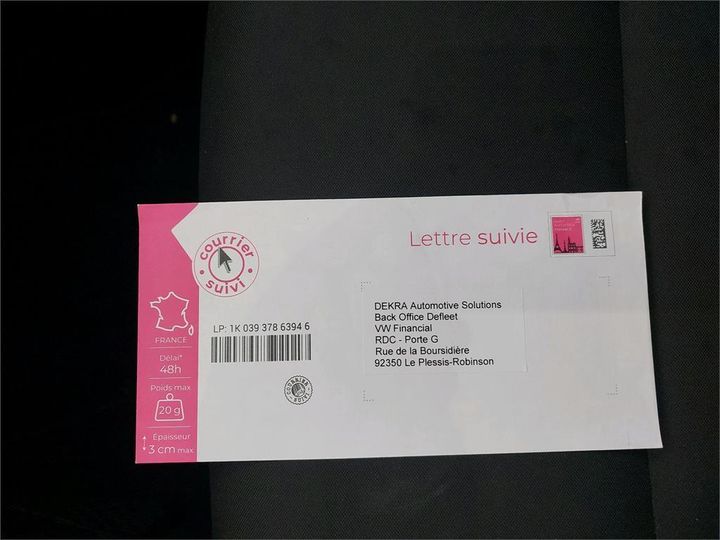 courrier
suivi
Lettre suivie
FRANCE
Délai*
48h
Poids max
20 g
Épaisseur
3 cm max
LP: 1K 039 378 6394 6
COURRIER
SUIVI
DEKRA Automotive Solutions
Back Office Defleet
VW Financial
RDC - Porte G
Rue de la Boursidière
92350 Le Plessis-Robinson